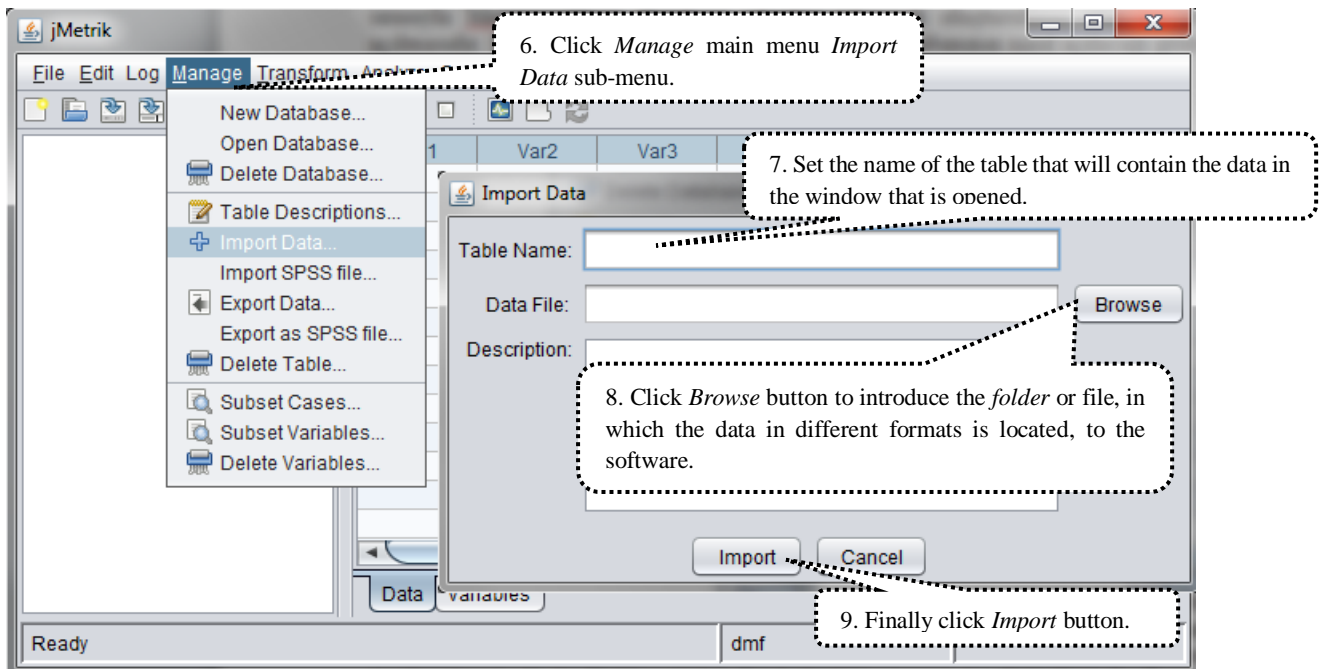 jMetrik
6. Click Manage main menu Import
Data sub-menu.
File Edit Log Manage Transform
New Database...
Open Database...
Delete Database...
Table Descriptions...
Import Data...
Import SPSS file...
Export Data...
Export as SPSS file...
Delete Table...
Subset Cases...
Subset Variables...
Delete Variables...
1 Var2 Var3
7. Set the name of the table that will contain the data in
the window that is opened.
Import Data
Table Name:
Data File:
Browse
Description:
8. Click Browse button to introduce the folder or file, in
which the data in different formats is located, to the
software.
Import Cancel
Data Variables
9. Finally click Import button.
Ready dmf